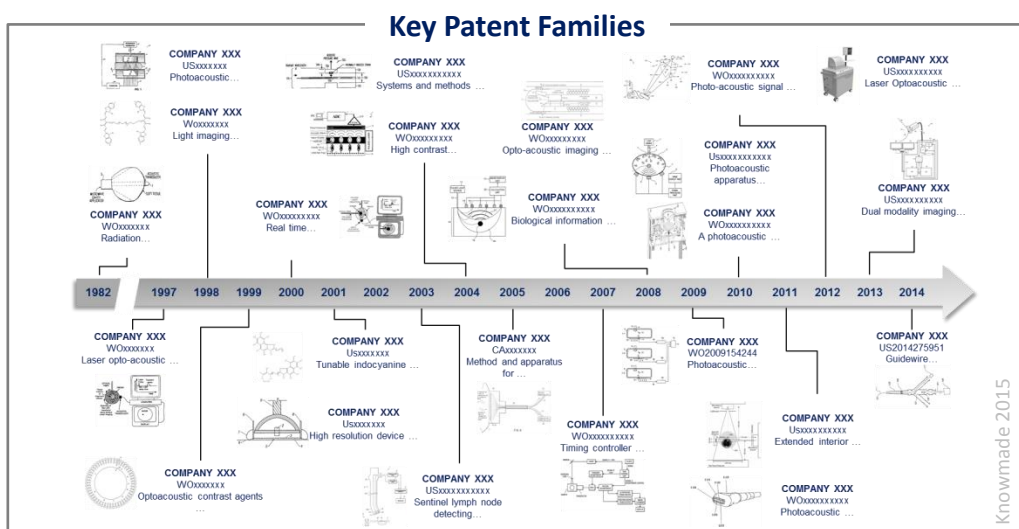 Key Patent Families
COMPANY XXX
USxxxxxxx
Photoacoustic…
COMPANY XXX
WOxxxxxxx
Light imaging…
COMPANY XXX
WOxxxxxxx
Radiation…
COMPANY XXX
USxxxxxxxxxxx
Systems and methods …
COMPANY XXX
WOxxxxxxxxx
High contrast…
COMPANY XXX
WOxxxxxxxxx
Real time…
COMPANY XXX
WOxxxxxxxxx
Opto-acoustic imaging …
COMPANY XXX
WOxxxxxxxxxx
Biological information …
COMPANY XXX
WOxxxxxxxxxx
Photo-acoustic signal …
COMPANY XXX
Usxxxxxxxxxxx
Photoacoustic
apparatus…
COMPANY XXX
WOxxxxxxxxxx
A photoacoustic …
COMPANY XXX
USxxxxxxxxxx
Laser Optoacoustic …
COMPANY XXX
USxxxxxxxxxx
Dual modality imaging…
1982 1997 1998 1999 2000 2001 2002 2003 2004 2005 2006 2007 2008 2009 2010 2011 2012 2013 2014
COMPANY XXX
WOxxxxxxx
Laser opto-acoustic …
COMPANY XXX
WOxxxxxxx
Optoacoustic contrast agents
…
COMPANY XXX
Usxxxxxxx
Tunable indocyanine …
COMPANY XXX
Usxxxxxxx
High resolution device …
COMPANY XXX
USxxxxxxxxxxx
Sentinel lymph node
detecting…
COMPANY XXX
CAxxxxxxx
Method and apparatus
for …
COMPANY XXX
WOxxxxxxxxxx
Timing controller …
COMPANY XXX
WO2009154244
Photoacoustic…
COMPANY XXX
Usxxxxxxxxxx
Extended interior …
COMPANY XXX
WOxxxxxxxxxx
Photoacoustic …
COMPANY XXX
US2014275951
Guidewire…
Knowmade 2015